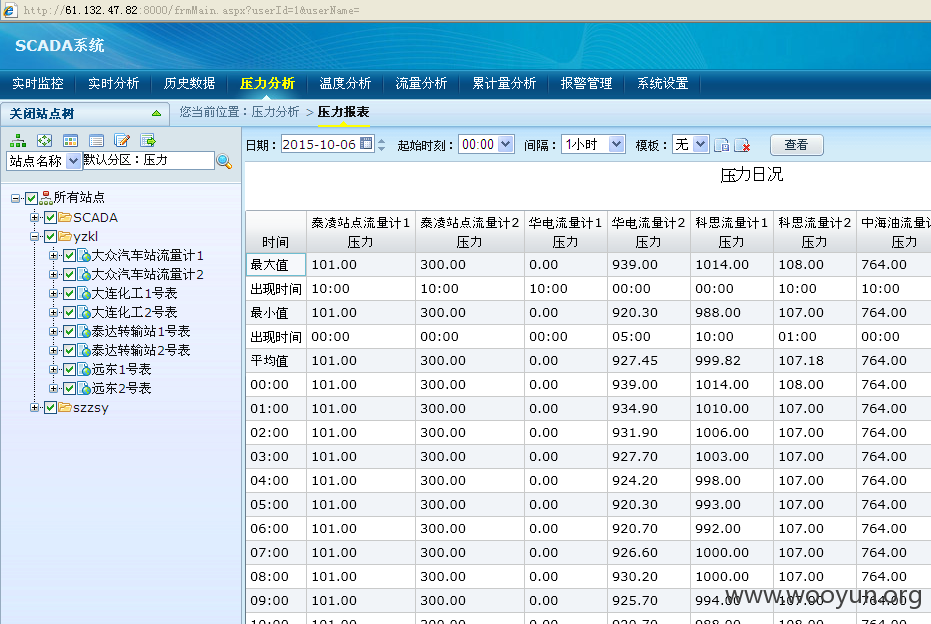 http://61.132.47.82:8000/frmMain.aspx?userId=1&userName=
SCADA系统
实时监控 实时分析 历史数据 压力分析 温度分析 流量分析 累计量分析 报警管理 系统设置
关闭站点树 您当前位置：压力分析 > 压力报表
日期： 2015-10-06 起始时刻： 00:00 间隔： 1小时 模板： 无 查看
站点名称 默认分区：压力
所有站点
SCADA
yzkl
大众汽车站流量计1
大众汽车站流量计2
大连化工1号表
大连化工2号表
泰达转输站1号表
泰达转输站2号表
远东1号表
远东2号表
szzsy
压力日况
时间 秦凌站点流量计1压力 秦凌站点流量计2压力 华电流量计1压力 华电流量计2压力 科思流量计1压力 科思流量计2压力 中海油流量计压力
最大值 101.00 300.00 0.00 939.00 1014.00 108.00 764.00
出现时间 10:00 10:00 10:00 00:00 00:00 10:00 10:00
最小值 101.00 300.00 0.00 920.30 988.00 107.00 764.00
出现时间 00:00 00:00 00:00 05:00 10:00 01:00 00:00
平均值 101.00 300.00 0.00 927.45 999.82 107.18 764.00
00:00 101.00 300.00 0.00 939.00 1014.00 108.00 764.00
01:00 101.00 300.00 0.00 934.90 1010.00 107.00 764.00
02:00 101.00 300.00 0.00 931.90 1006.00 107.00 764.00
03:00 101.00 300.00 0.00 927.70 1003.00 107.00 764.00
04:00 101.00 300.00 0.00 924.20 998.00 107.00 764.00
05:00 101.00 300.00 0.00 920.30 993.00 107.00 764.00
06:00 101.00 300.00 0.00 920.70 992.00 107.00 764.00
07:00 101.00 300.00 0.00 926.60 1000.00 107.00 764.00
08:00 101.00 300.00 0.00 930.20 1000.00 107.00 764.00
09:00 101.00 300.00 0.00 925.70 994.00 107.00 764.00
www.wooyun.org